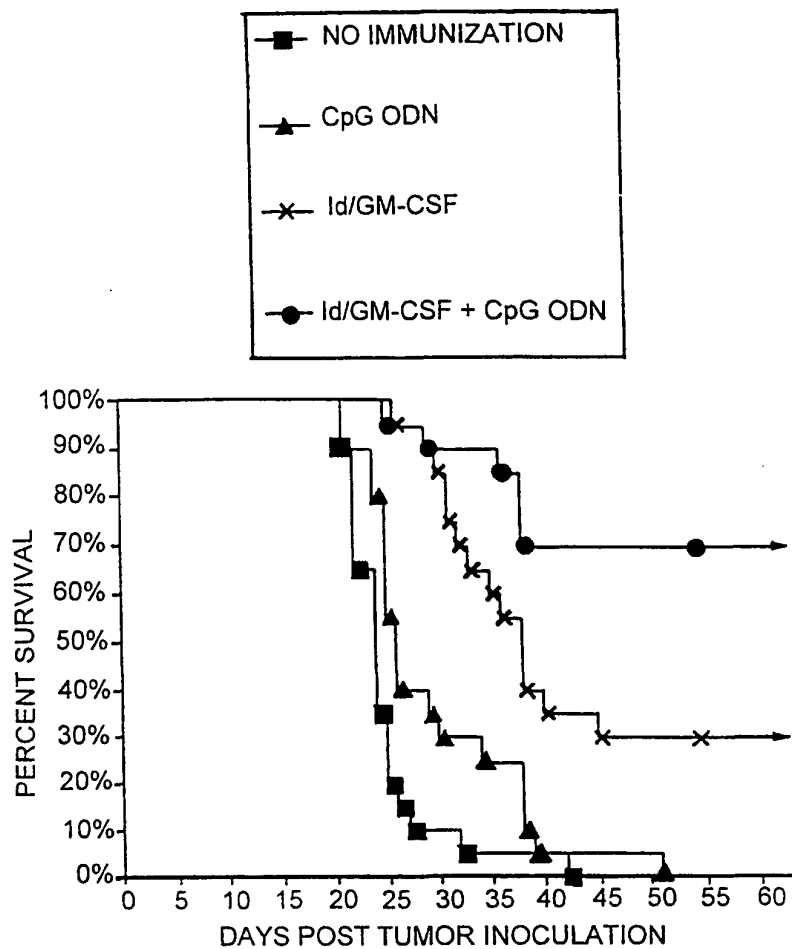 NO IMMUNIZATION
CpG ODN
Id/GM-CSF
Id/GM-CSF + CpG ODN
100%
90%
80%
70%
60%
50%
40%
30%
20%
10%
0%
PERCENT SURVIVAL
0 5 10 15 20 25 30 35 40 45 50 55 60
DAYS POST TUMOR INOCULATION